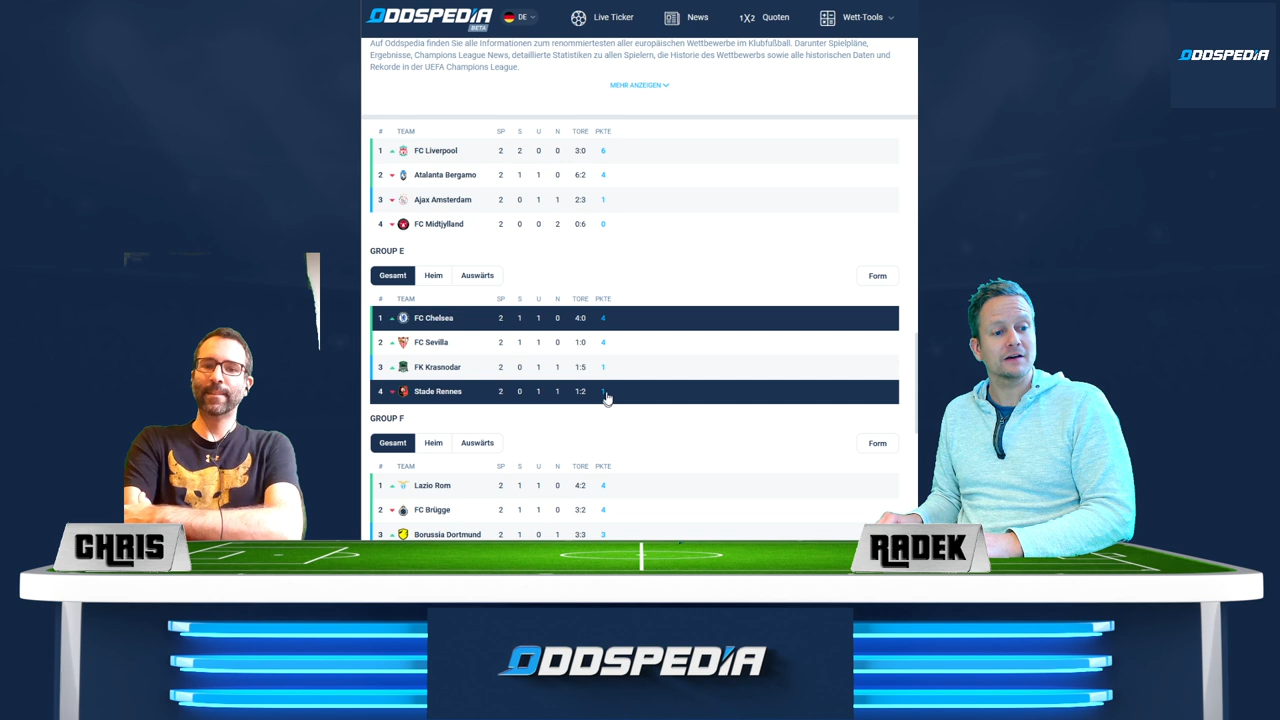 ODDSPEDIA
BETA
DE
Live Ticker
News
1X2 Quoten
Wett-Tools
Auf Oddspedia finden Sie alle Informationen zum renommiertesten aller europäischen Wettbewerbe im Klubfußball. Darunter Spielpläne,
Ergebnisse, Champions League News, detaillierte Statistiken zu allen Spielern, die Historie des Wettbewerbs sowie alle historischen Daten und
Rekorde in der UEFA Champions League.
MEHR ANZEIGEN
ODDSPEDIA
# TEAM SP S U N TORE PKTE
1 FC Liverpool 2 2 0 0 3:0 6
2 Atalanta Bergamo 2 1 1 0 6:2 4
3 Ajax Amsterdam 2 0 1 1 2:3 1
4 FC Midtjylland 2 0 0 2 0:6 0
GROUP E
Gesamt Heim Auswärts Form
# TEAM SP S U N TORE PKTE
1 FC Chelsea 2 1 1 0 4:0 4
2 FC Sevilla 2 1 1 0 1:0 4
3 FK Krasnodar 2 0 1 1 1:5 1
4 Stade Rennes 2 0 1 1 1:2 1
GROUP F
Gesamt Heim Auswärts Form
# TEAM SP S U N TORE PKTE
1 Lazio Rom 2 1 1 0 4:2 4
2 FC Brügge 2 1 1 0 3:2 4
3 Borussia Dortmund 2 1 0 1 3:3 3
CHRIS
RADEK
ODDSPEDIA